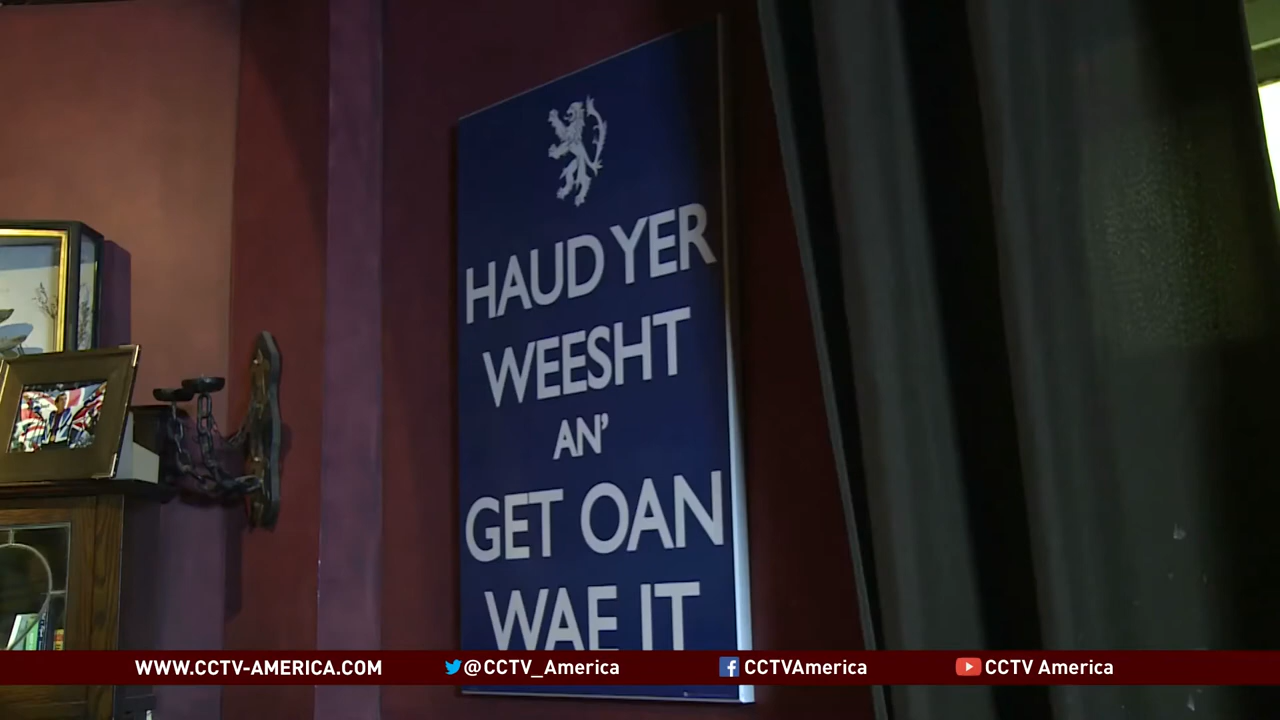 HAUD YER
WEESHT
AN'
GET OAN
WAE IT
WWW.CCTV-AMERICA.COM
@CCTV_America
CCTVAmerica
CCTV America